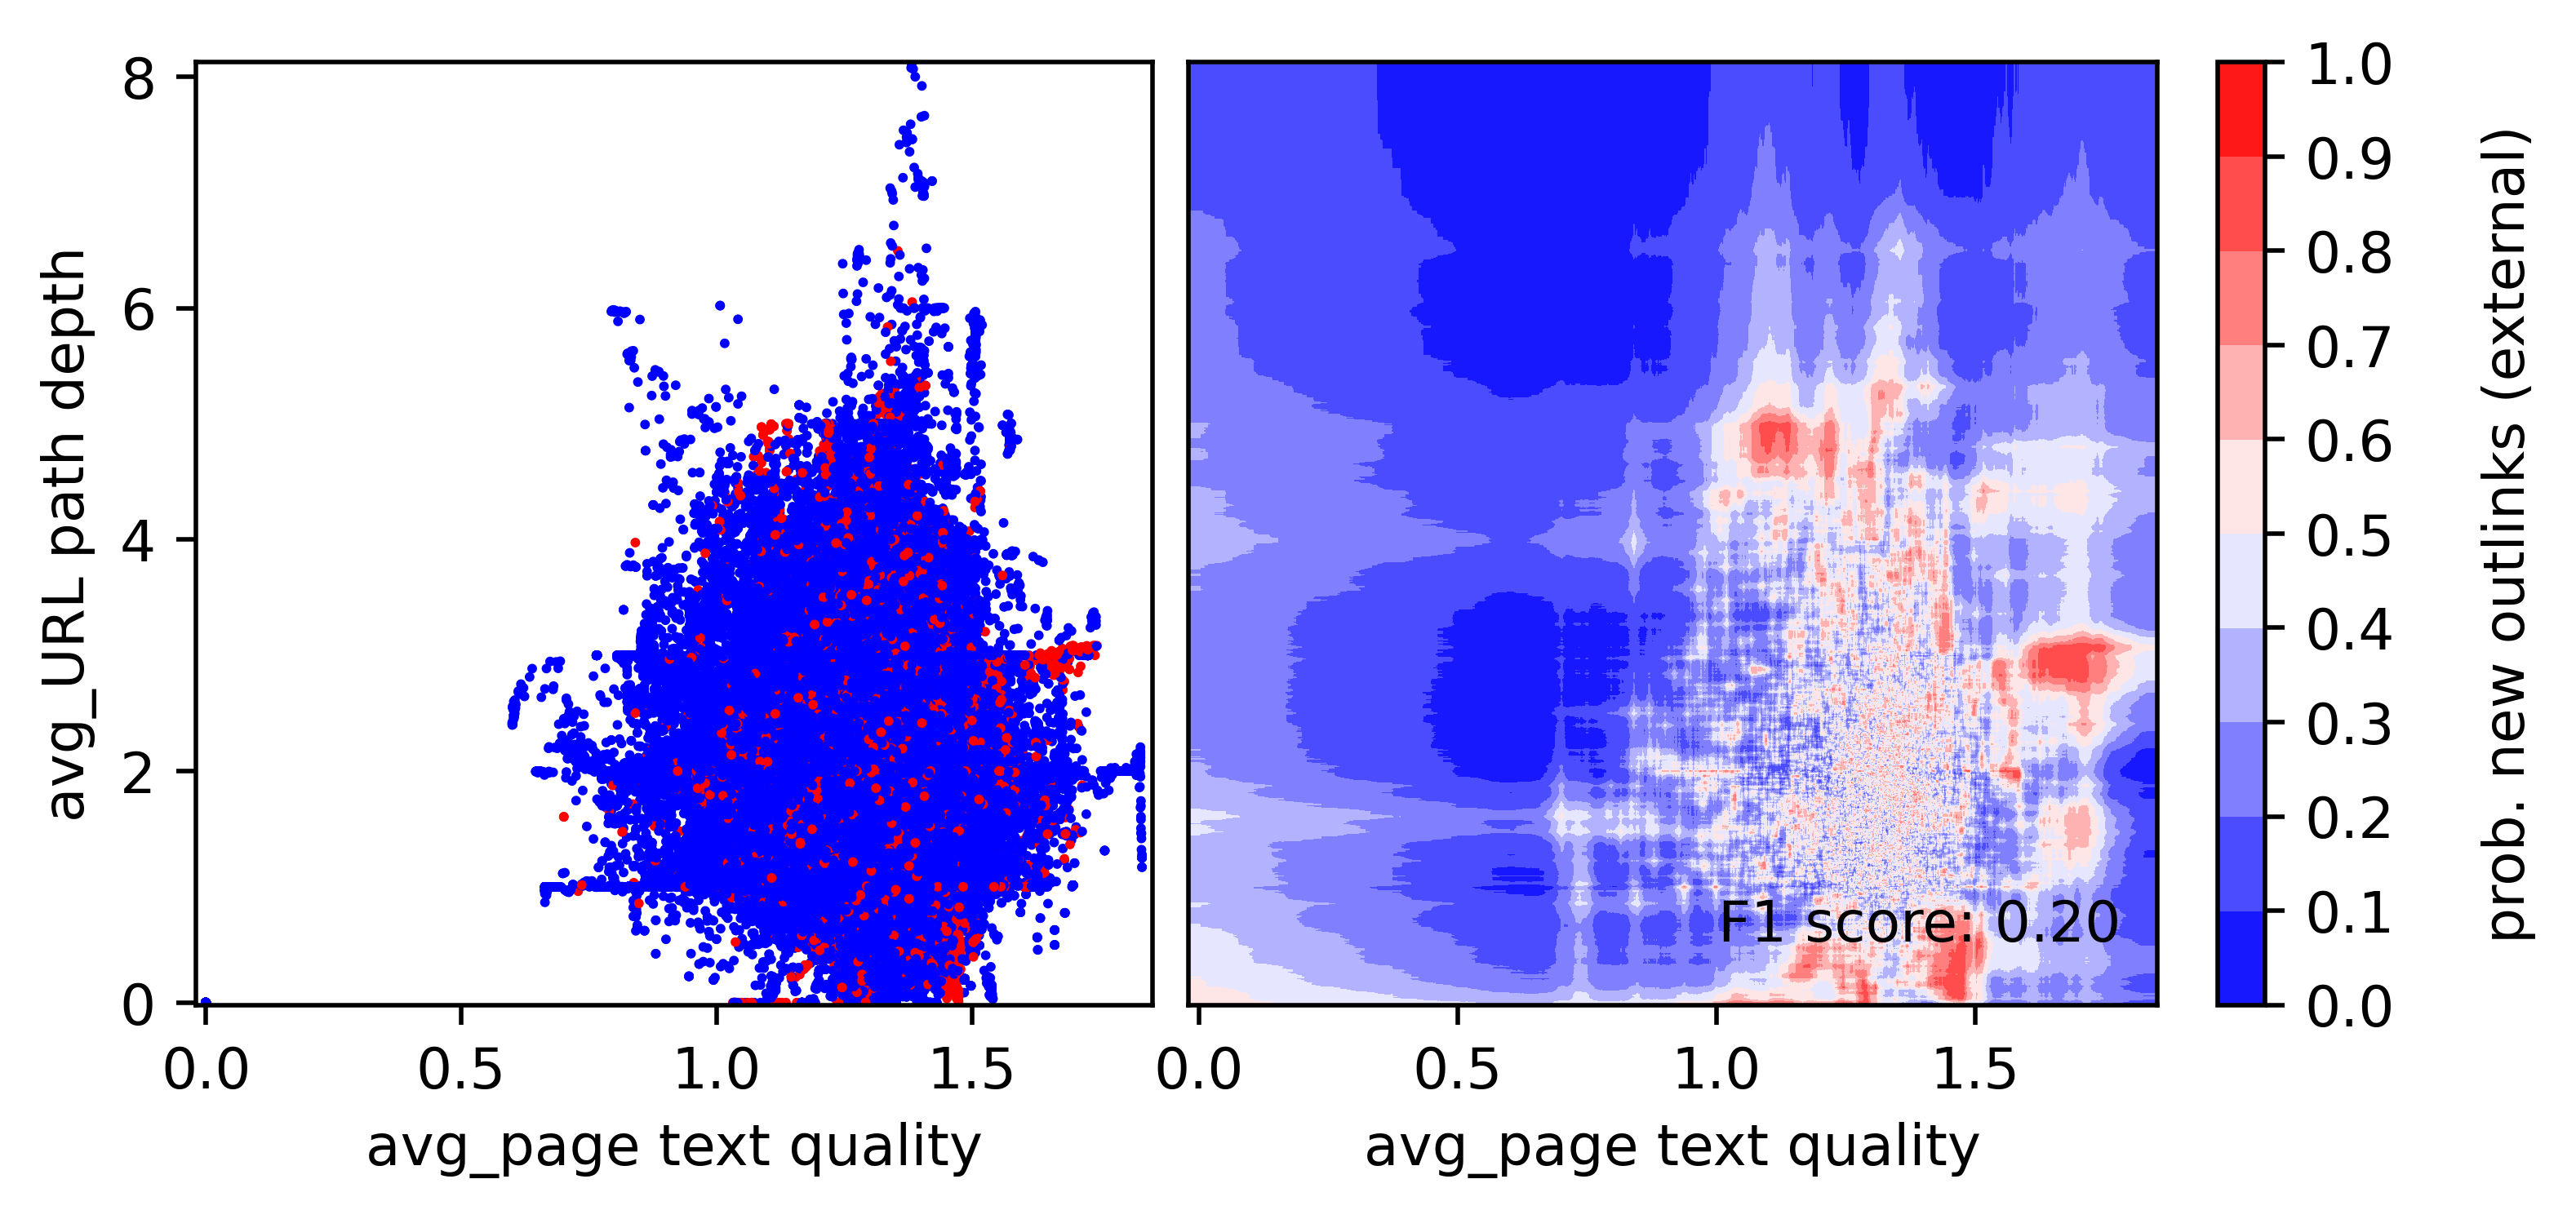 avg_URL path depth
8
6
4
2
0
0.0 0.5 1.0 1.5
avg_page text quality
F1 score: 0.20
0.0 0.5 1.0 1.5
avg_page text quality
1.0
0.9
0.8
0.7
0.6
0.5
0.4
0.3
0.2
0.1
0.0
prob. new outlinks (external)